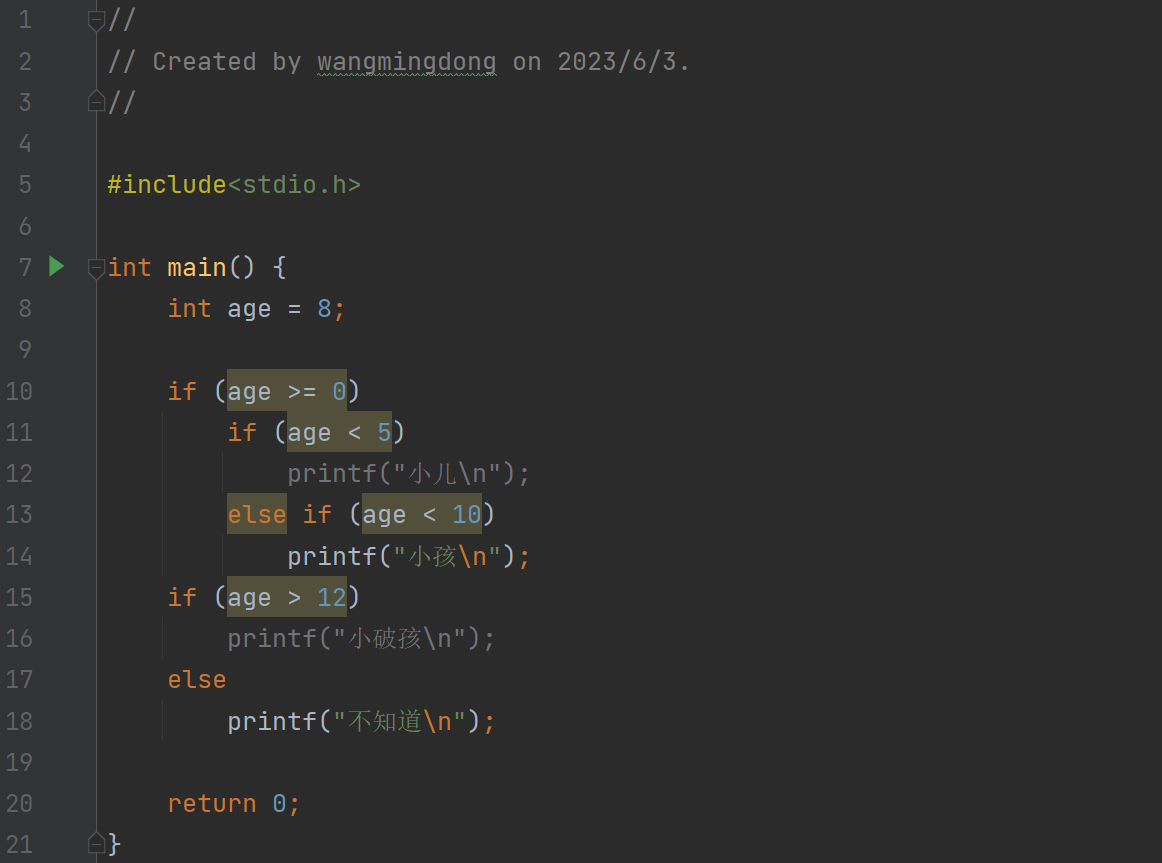 1 //
2 // Created by wangmingdong on 2023/6/3.
3 //
4
5 #include<stdio.h>
6
7 int main() {
8     int age = 8;
9
10     if (age >= 0)
11         if (age < 5)
12             printf("小儿\n");
13         else if (age < 10)
14             printf("小孩\n");
15     if (age > 12)
16         printf("小破孩\n");
17     else
18         printf("不知道\n");
19
20     return 0;
21 }